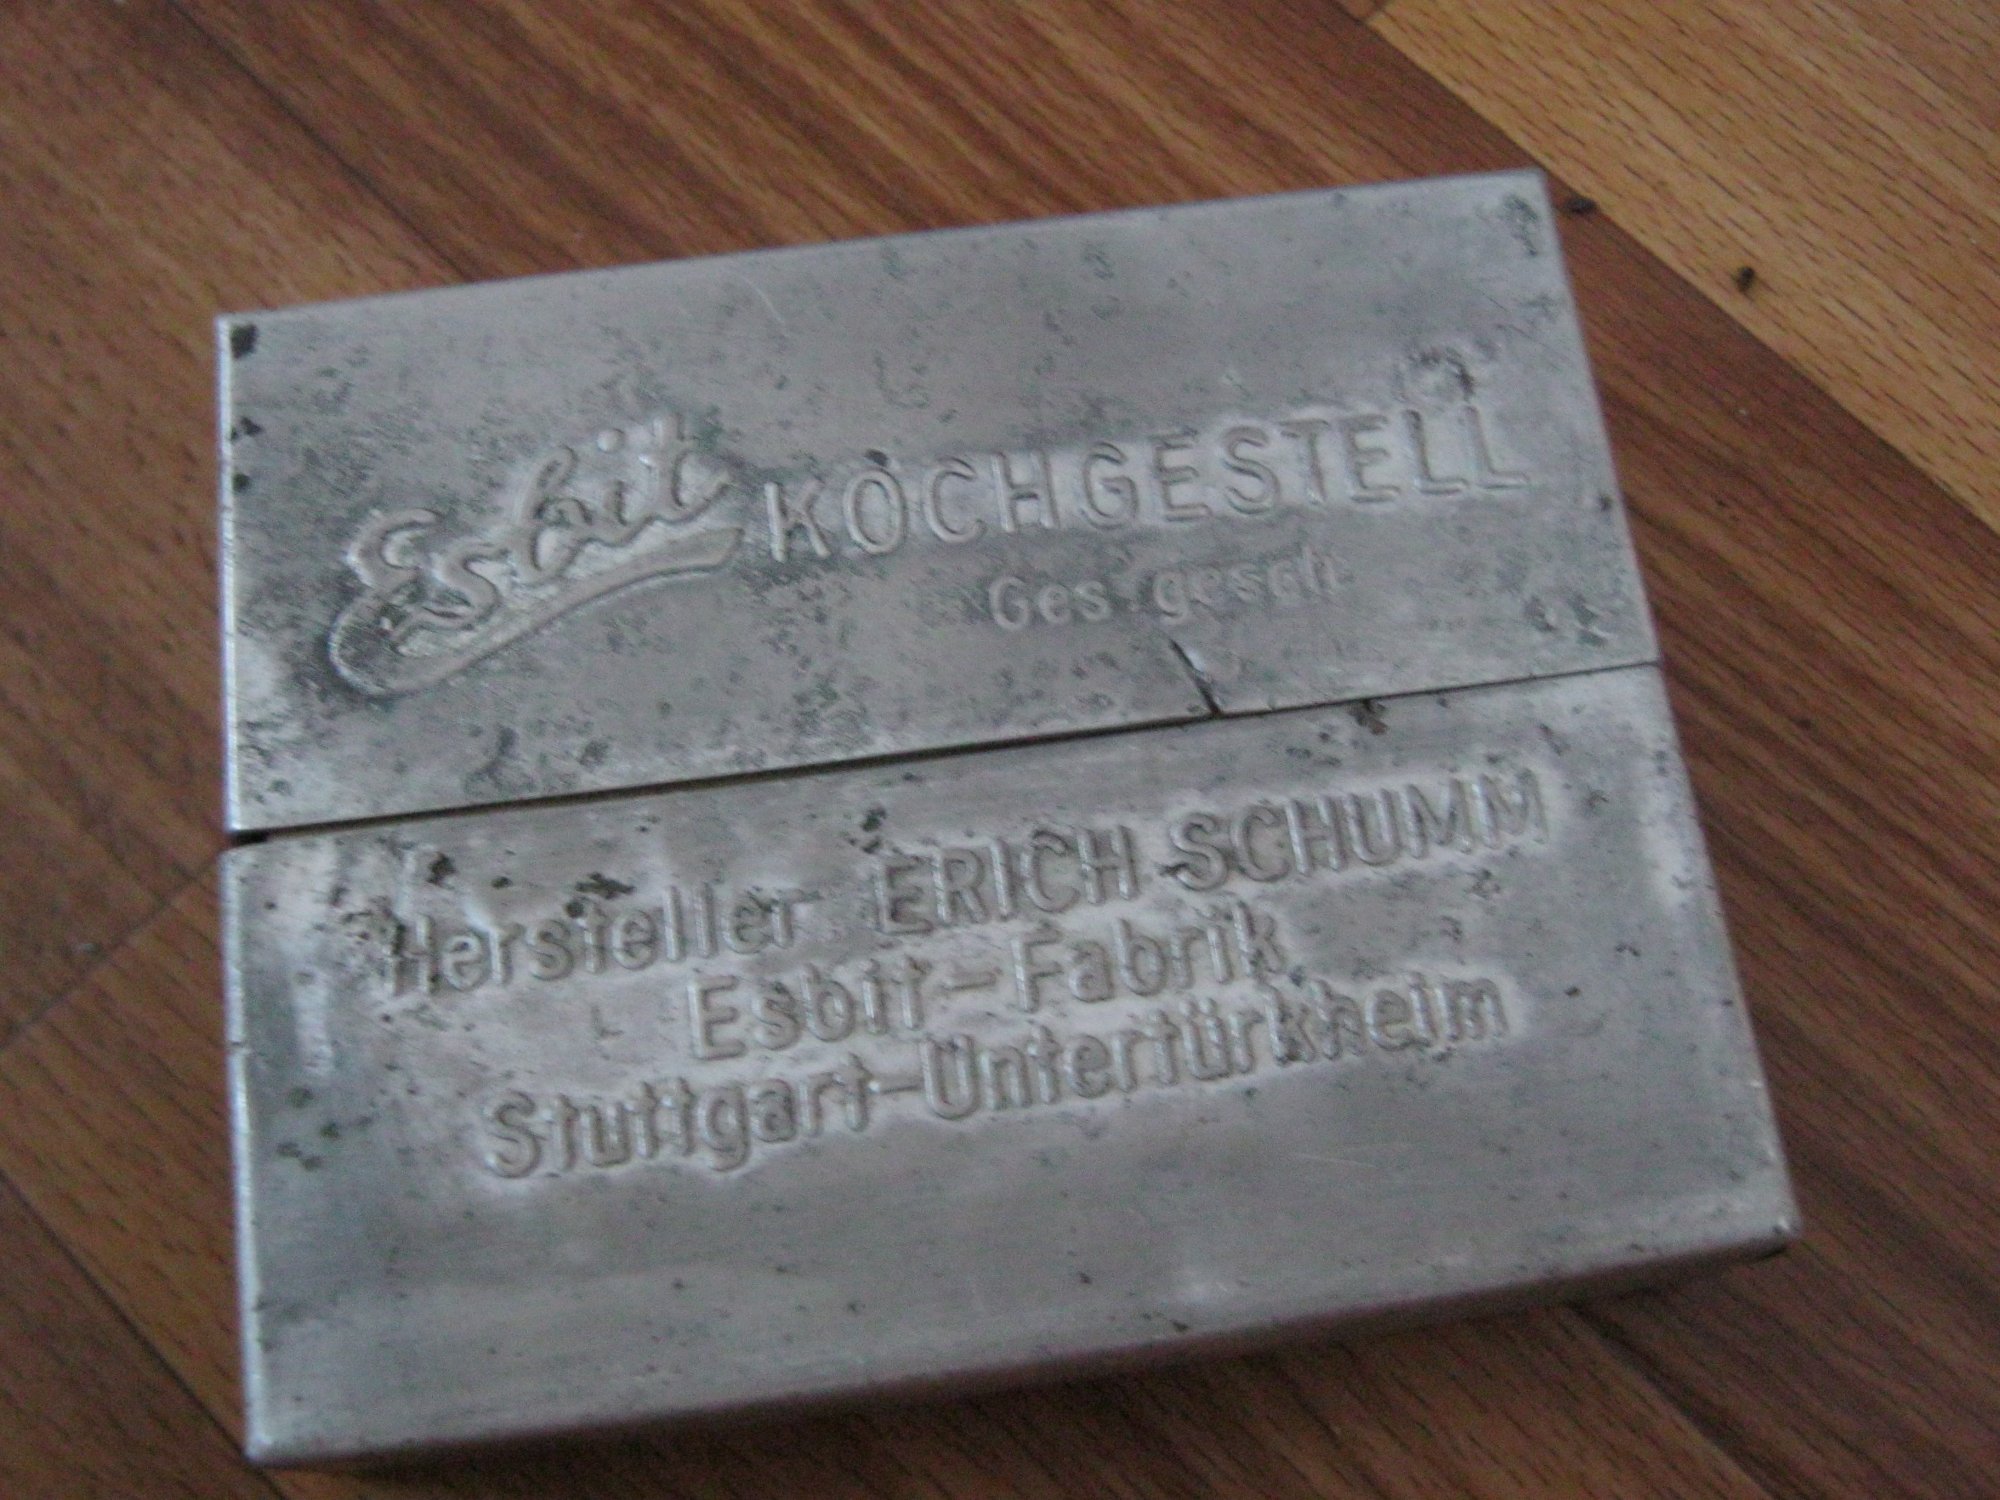 Esbit KOCHGESTELL
Ges. gesch.
Hersteller ERICH SCHUMM
Esbit-Fabrik
Stuttgart-Untertürkheim